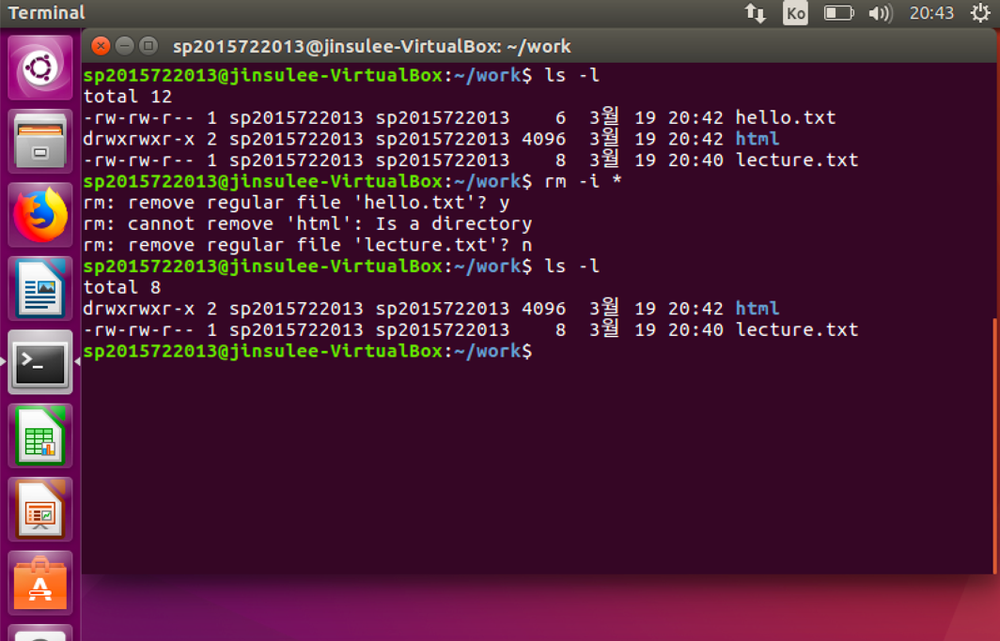 Terminal
Ko
20:43
sp2015722013@jinsulee-VirtualBox: ~/work
sp2015722013@jinsulee-VirtualBox:~/work$ ls -l
total 12
-rw-rw-r-- 1 sp2015722013 sp2015722013    6  3월 19 20:42 hello.txt
drwxrwxr-x 2 sp2015722013 sp2015722013 4096  3월 19 20:42 html
-rw-rw-r-- 1 sp2015722013 sp2015722013    8  3월 19 20:40 lecture.txt
sp2015722013@jinsulee-VirtualBox:~/work$ rm -i *
rm: remove regular file 'hello.txt'? y
rm: cannot remove 'html': Is a directory
rm: remove regular file 'lecture.txt'? n
sp2015722013@jinsulee-VirtualBox:~/work$ ls -l
total 8
drwxrwxr-x 2 sp2015722013 sp2015722013 4096  3월 19 20:42 html
-rw-rw-r-- 1 sp2015722013 sp2015722013    8  3월 19 20:40 lecture.txt
sp2015722013@jinsulee-VirtualBox:~/work$